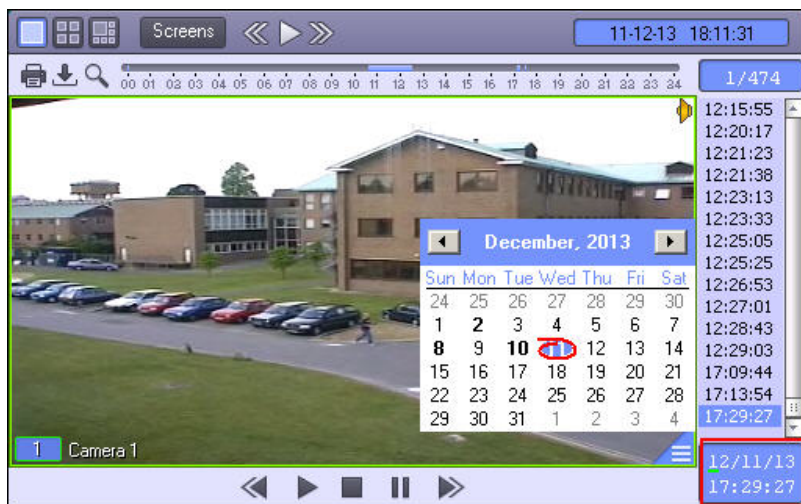 Screens
11-12-13 18:11:31
00 01 02 03 04 05 06 07 08 09 10 11 12 13 14 15 16 17 18 19 20 21 22 23 24
1/474
12:15:55
12:20:17
12:21:23
12:21:38
12:23:13
12:23:33
12:25:05
12:25:25
12:26:53
12:27:01
12:28:43
12:29:03
17:09:44
17:13:54
17:29:27
December, 2013
Sun Mon Tue Wed Thu Fri Sat
24 25 26 27 28 29 30
1 2 3 4 5 6 7
8 9 10 11 12 13 14
15 16 17 18 19 20 21
22 23 24 25 26 27 28
29 30 31 1 2 3 4
1 Camera 1
12/11/13
17:29:27